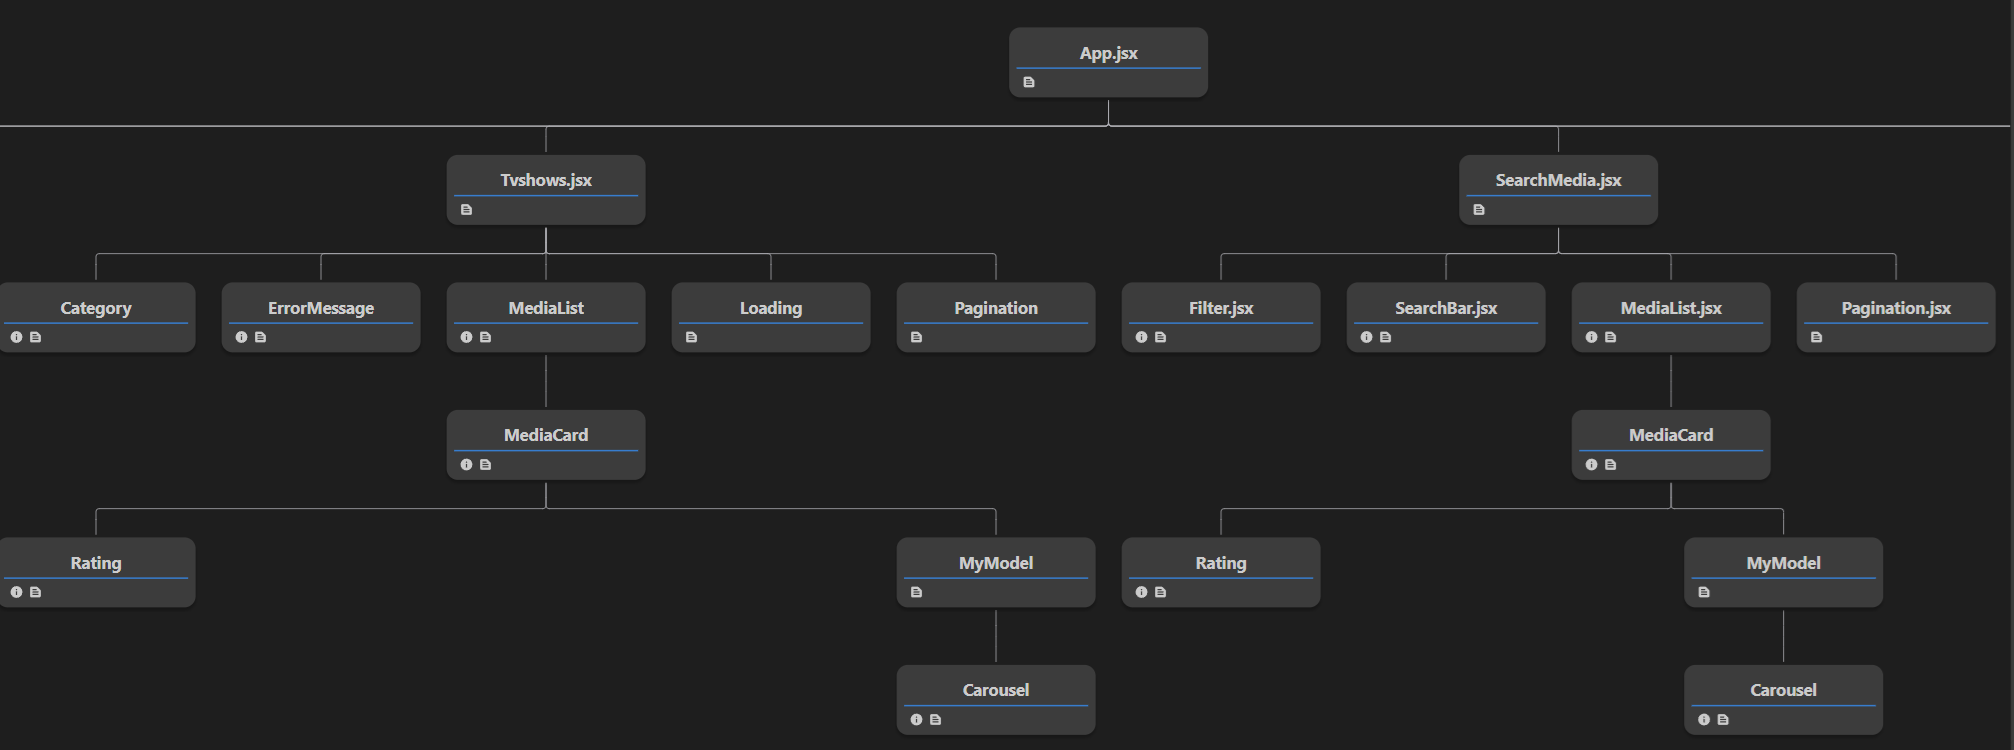 App.jsx
Tvshows.jsx
SearchMedia.jsx
Category
ErrorMessage
MediaList
Loading
Pagination
Filter.jsx
SearchBar.jsx
MediaList.jsx
Pagination.jsx
MediaCard
MediaCard
Rating
MyModel
Rating
MyModel
Carousel
Carousel